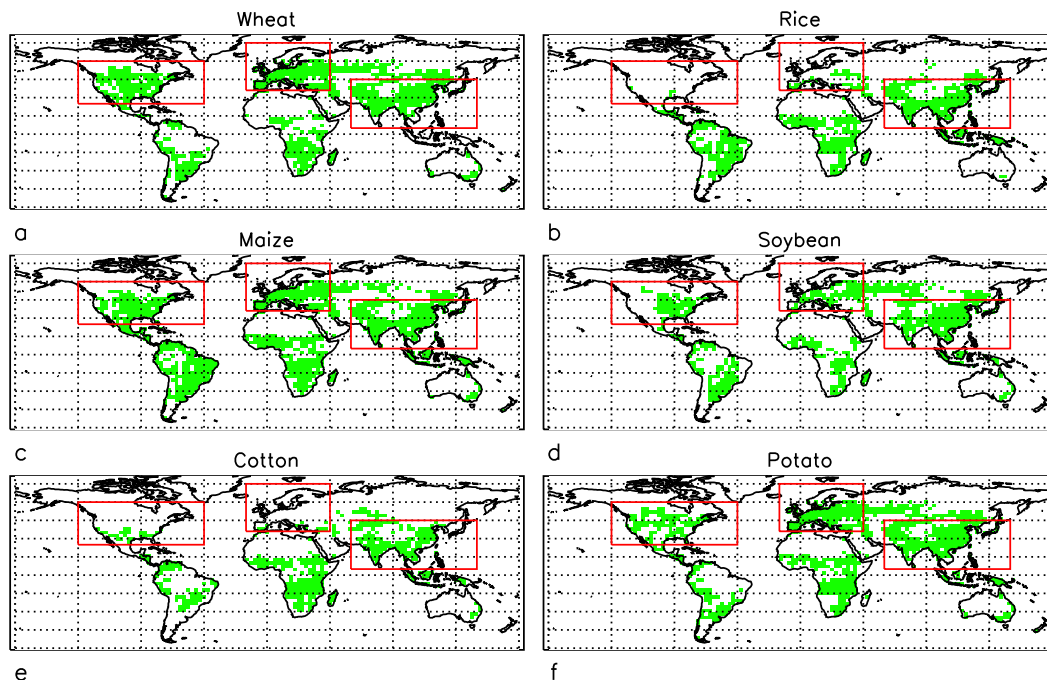 Wheat
Rice
a
b
Maize
Soybean
c
d
Cotton
Potato
e
f